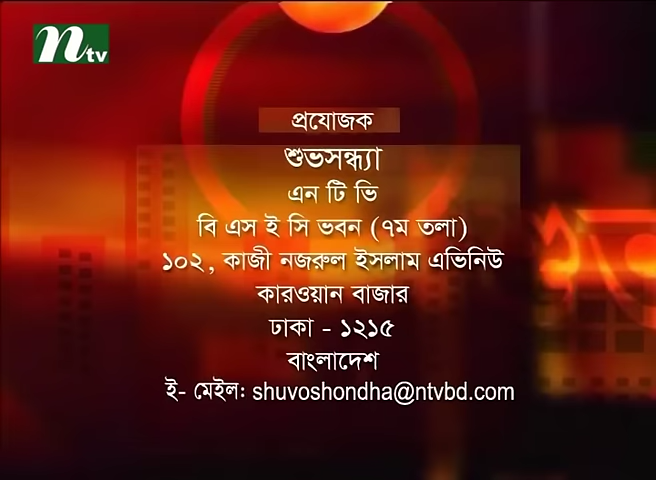 ntv
প্রযোজক
শুভসন্ধ্যা
এন টি ভি
বি এস ই সি ভবন (৭ম তলা)
১০২, কাজী নজরুল ইসলাম এভিনিউ
কারওয়ান বাজার
ঢাকা - ১২১৫
বাংলাদেশ
ই- মেইলঃ shuvoshondha@ntvbd.com